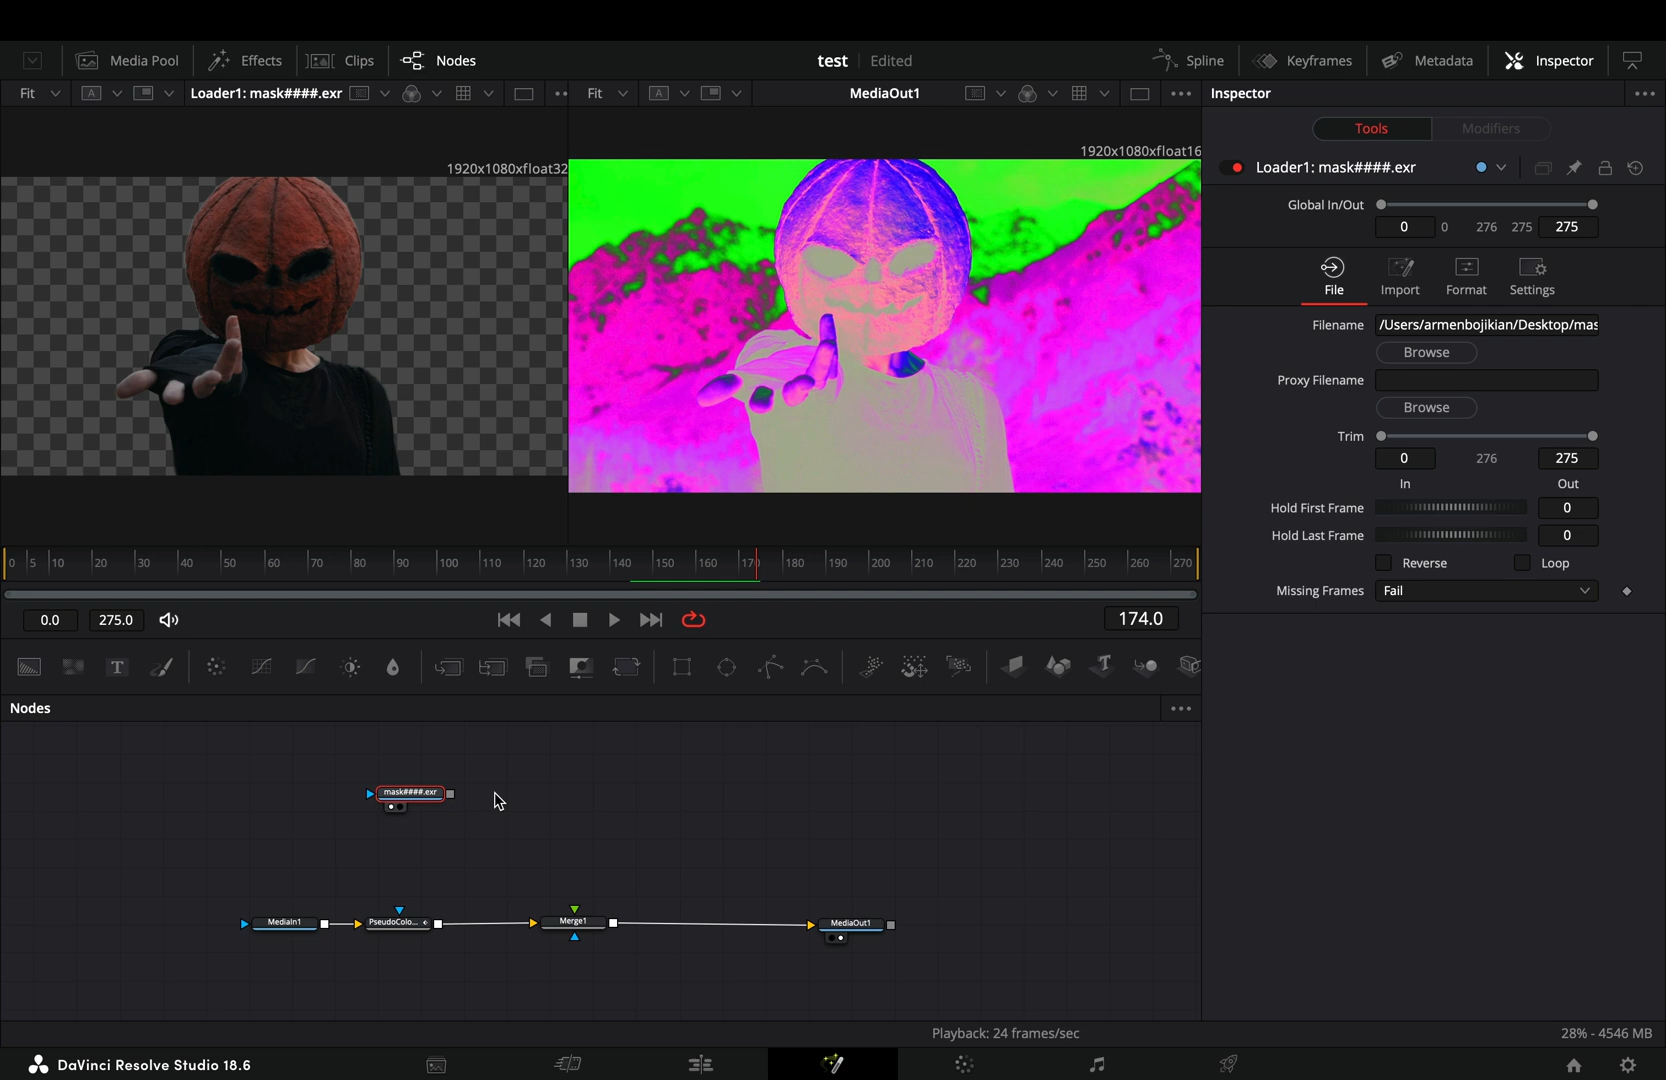 Media Pool Effects Clips Nodes test Edited Spline Keyframes Metadata Inspector
Fit A Loader1: mask####.exr Fit A MediaOut1 Inspector
Tools Modifiers
1920x1080xfloat32
1920x1080xfloat16
Loader1: mask####.exr
Global In/Out
0 0 276 275 275
File Import Format Settings
Filename /Users/armenbojikian/Desktop/mas
Browse
Proxy Filename
Browse
Trim
0 276 275
In Out
Hold First Frame 0
Hold Last Frame 0
Reverse Loop
Missing Frames Fail
0 5 10 20 30 40 50 60 70 80 90 100 110 120 130 140 150 160 170 180 190 200 210 220 230 240 250 260 270
0.0 275.0 174.0
T T
Nodes
mask####.exr
MediaIn1 PseudoColo... Merge1 MediaOut1
Playback: 24 frames/sec 28% - 4546 MB
DaVinci Resolve Studio 18.6